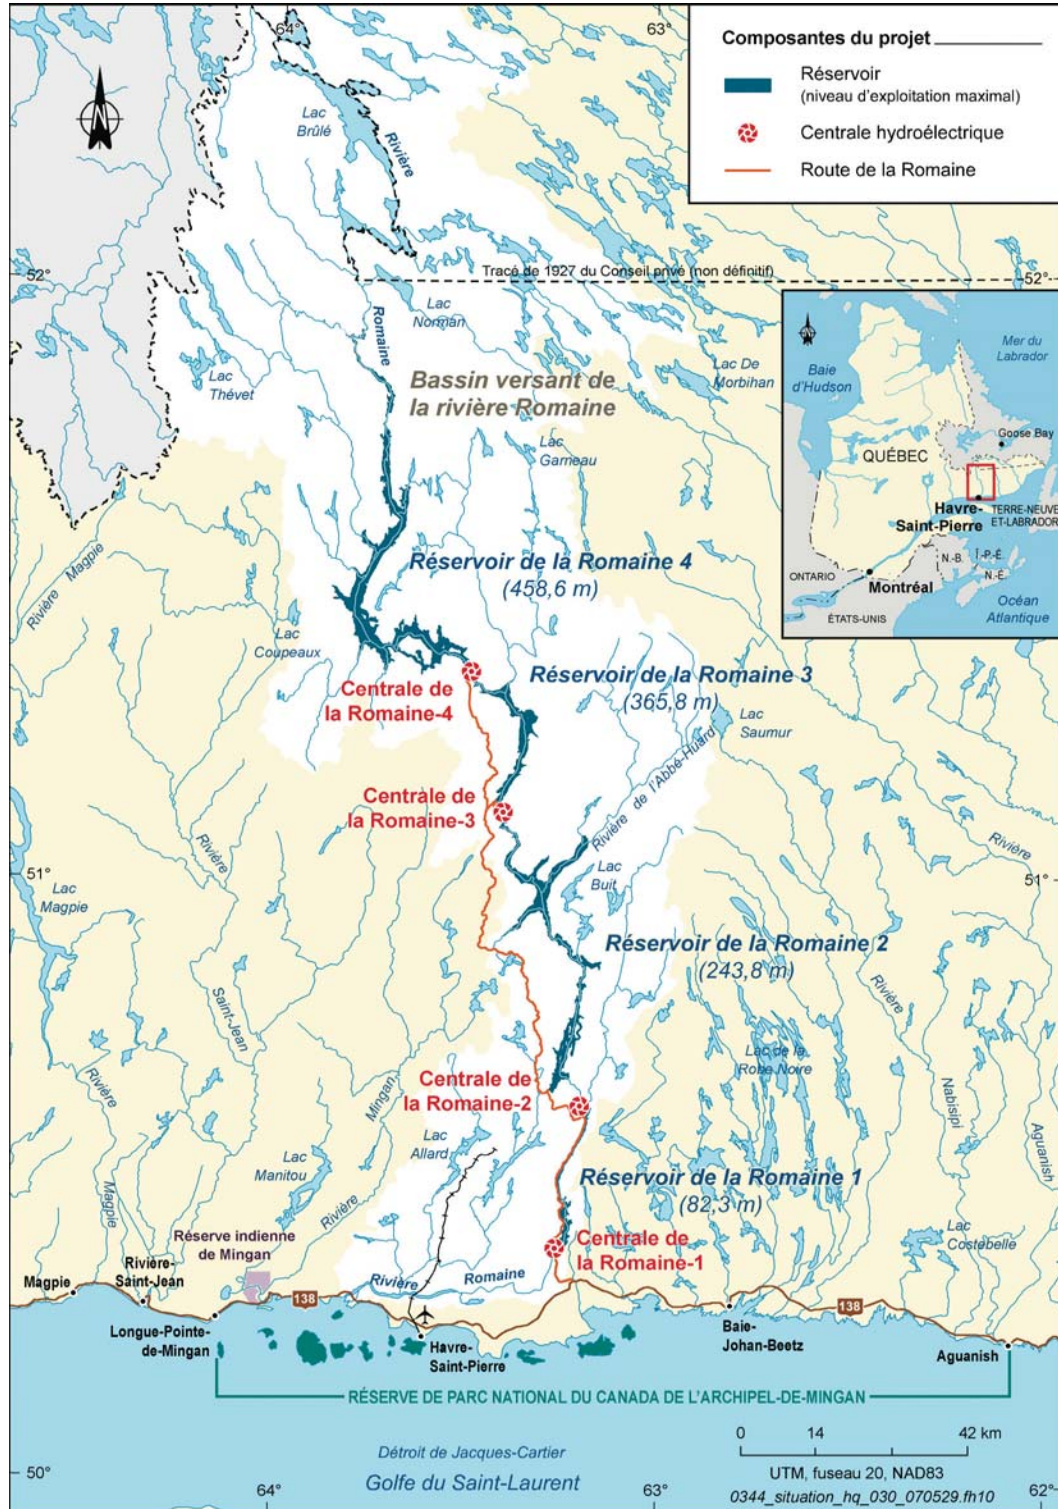 64°
63°
Composantes du projet
Réservoir
(niveau d'exploitation maximal)
Centrale hydroélectrique
Route de la Romaine
Lac
Brûlé
Rivière
52°
Tracé de 1927 du Conseil privé (non définitif)
52°
Lac
Norman
Romaine
Lac
Thévet
Bassin versant de
la rivière Romaine
Lac De
Morbihan
Lac
Garneau
Baie
d'Hudson
Mer du
Labrador
Goose Bay
QUÉBEC
Havre-
Saint-Pierre
TERRE-NEUVE-
ET-LABRADOR
N.-B.
Î.-P.-É.
N.-É.
ONTARIO
Montréal
ÉTATS-UNIS
Océan
Atlantique
Rivière Magpie
Réservoir de la Romaine 4
(458,6 m)
Lac
Coupeaux
Centrale de
la Romaine-4
Réservoir de la Romaine 3
(365,8 m)
Lac
Saumur
Rivière de l'Abbé-Huard
Centrale de
la Romaine-3
Rivière
Rivière
51°
51°
Lac
Magpie
Lac
Buit
Réservoir de la Romaine 2
(243,8 m)
Saint-Jean
Rivière
Rivière
Mingan
Centrale de
la Romaine-2
Lac de la
Robe Noire
Nabisipi
Aguanish
Lac
Allard
Lac
Manitou
Rivière
Magpie
Réservoir de la Romaine 1
(82,3 m)
Réserve indienne
de Mingan
Centrale de
la Romaine-1
Lac
Costebelle
Rivière
Romaine
Magpie
Rivière-
Saint-Jean
138
138
Longue-Pointe-
de-Mingan
Havre-
Saint-Pierre
Baie-
Johan-Beetz
Aguanish
RÉSERVE DE PARC NATIONAL DU CANADA DE L'ARCHIPEL-DE-MINGAN
Détroit de Jacques-Cartier
Golfe du Saint-Laurent
0 14 42 km
UTM, fuseau 20, NAD83
0344_situation_hq_030_070529.fh10
50°
64°
63°
62°